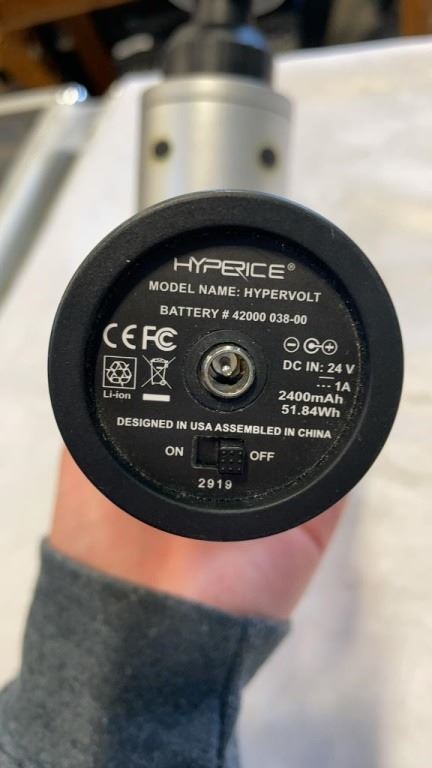 HYPERICE®
MODEL NAME: HYPERVOLT
BATTERY # 42000 038-00
CE FC
DC IN: 24 V
1A
2400mAh
51.84Wh
Li-ion
DESIGNED IN USA ASSEMBLED IN CHINA
ON OFF
2919